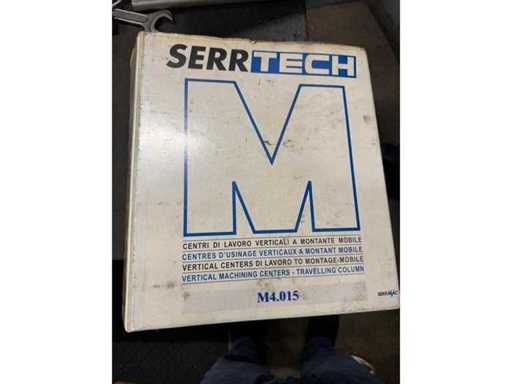 SERRTECH
M
CENTRI DI LAVORO VERTICALI A MONTANTE MOBILE
CENTRES D'USINAGE VERTICAUX A MONTANT MOBILE
VERTICAL CENTERS DI LAVORO TO MONTAGE-MOBILE
VERTICAL MACHINING CENTERS - TRAVELLING COLUMN
M4.015
SERRMAC